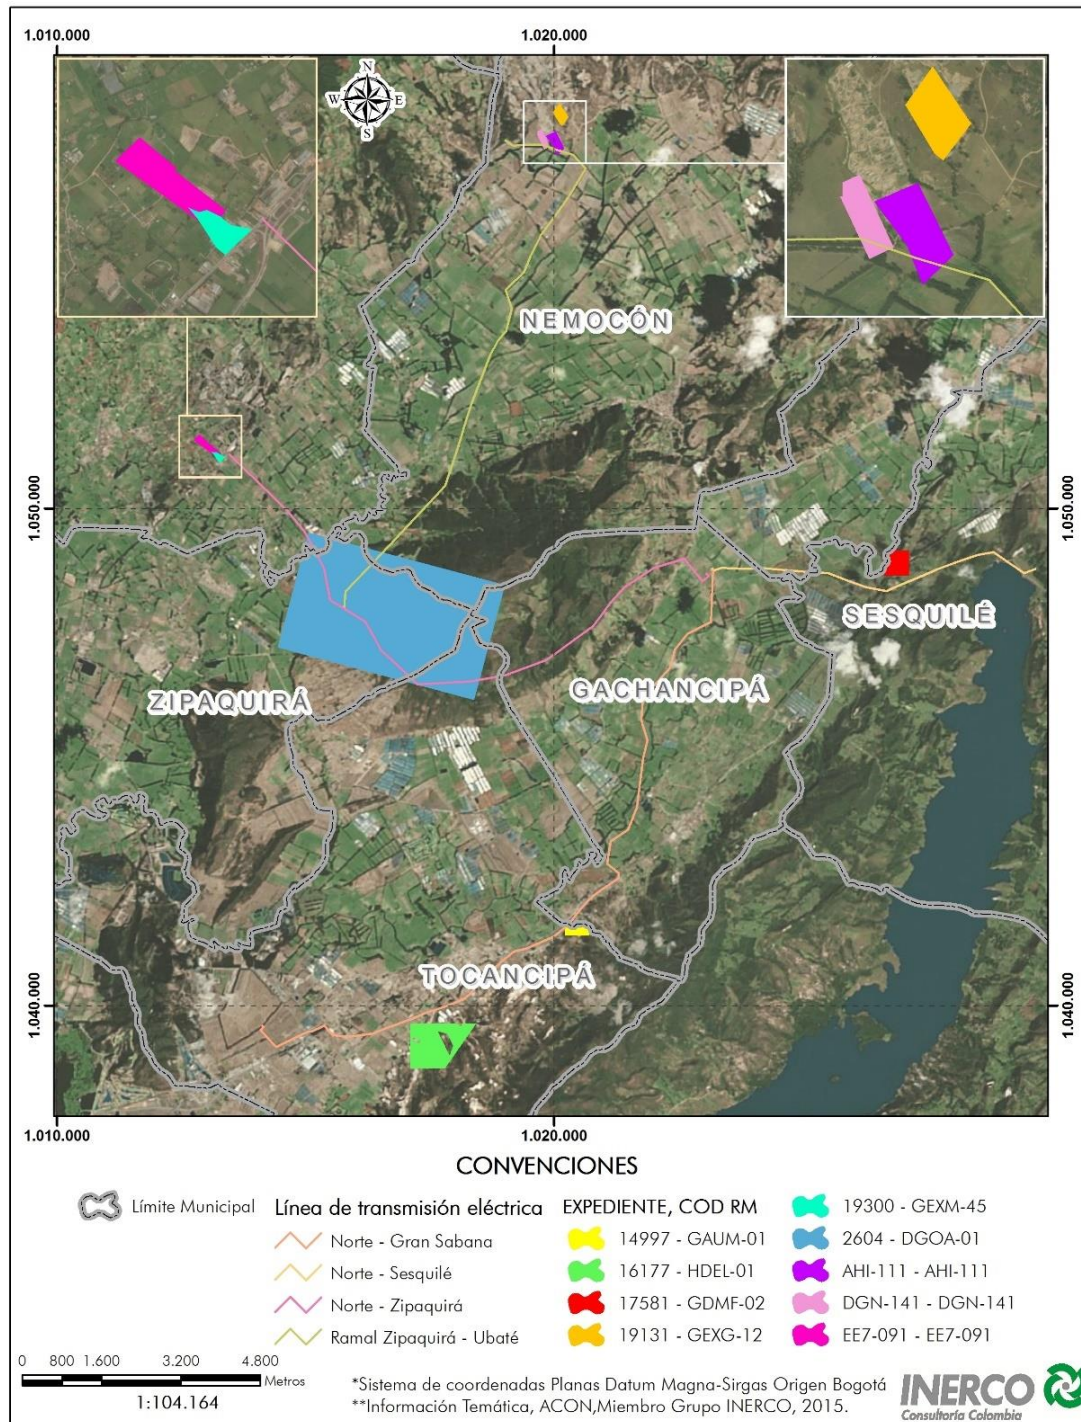 1.010.000 1.020.000
N
W E
S
NEMOCÓN
1.050.000 1.050.000
SESQUILÉ
GACHANCIPÁ
ZIPAQUIRÁ
TOCANCIPÁ
1.040.000 1.040.000
1.010.000 1.020.000
CONVENCIONES
Límite Municipal
Línea de transmisión eléctrica
Norte - Gran Sabana
Norte - Sesquilé
Norte - Zipaquirá
Ramal Zipaquirá - Ubaté
EXPEDIENTE, COD RM
14997 - GAUM-01
16177 - HDEL-01
17581 - GDMF-02
19131 - GEXG-12
19300 - GEXM-45
2604 - DGOA-01
AHI-111 - AHI-111
DGN-141 - DGN-141
EE7-091 - EE7-091
0 800 1.600 3.200 4.800
Metros
1:104.164
*Sistema de coordenadas Planas Datum Magna-Sirgas Origen Bogotá
**Información Temática, ACON,Miembro Grupo INERCO, 2015.
INERCO
Consultoría Colombia